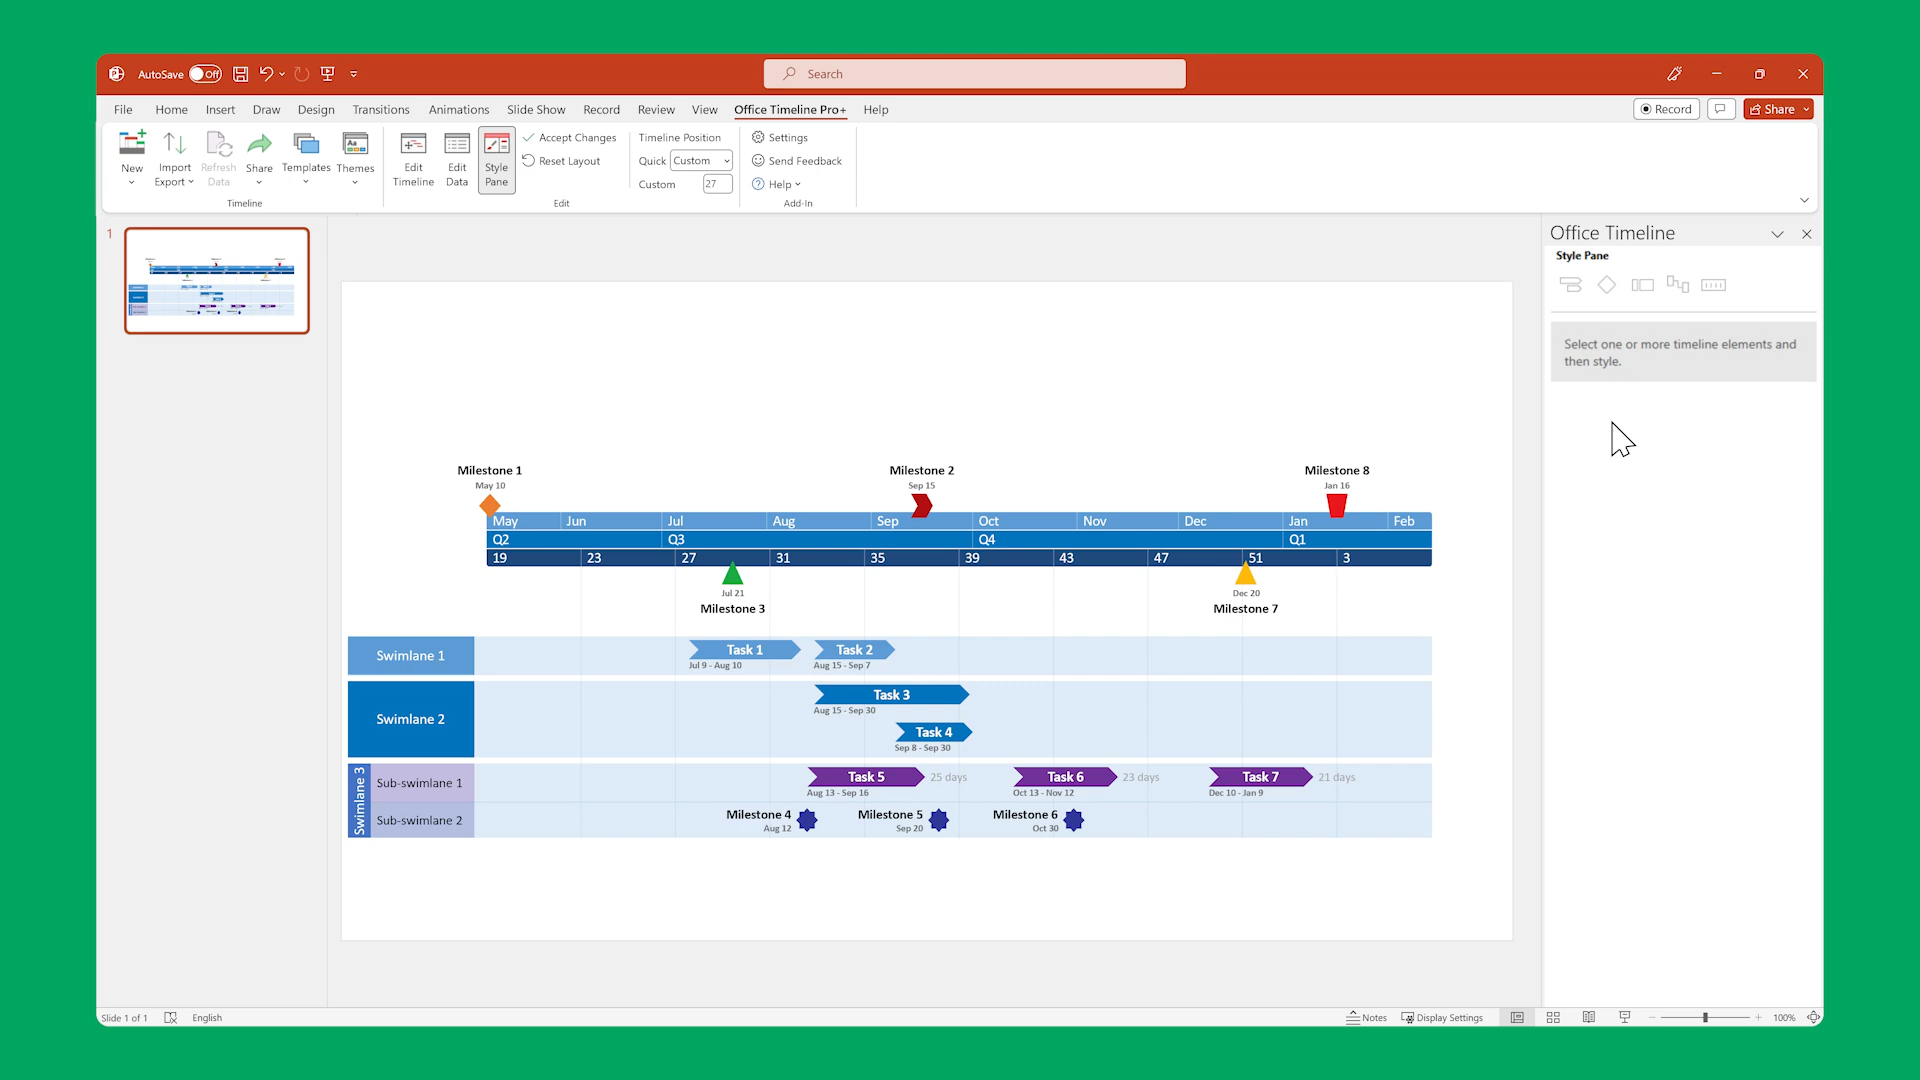 AutoSave Off
Search
File Home Insert Draw Design Transitions Animations Slide Show Record Review View Office Timeline Pro+ Help
Record
Share
New
Import
Export
Refresh
Data
Share
Templates
Themes
Timeline
Edit
Timeline
Edit
Data
Style
Pane
Accept Changes
Reset Layout
Edit
Timeline Position
Quick Custom
Custom 27
Settings
Send Feedback
Help
Add-In
1
Office Timeline
Style Pane
Select one or more timeline elements and
then style.
Milestone 1
May 10
Milestone 2
Sep 15
Milestone 8
Jan 16
May Jun Jul Aug Sep Oct Nov Dec Jan Feb
Q2 Q3 Q4 Q1
19 23 27 31 35 39 43 47 51 3
Jul 21
Milestone 3
Dec 20
Milestone 7
Swimlane 1
Task 1
Jul 9 - Aug 10
Task 2
Aug 15 - Sep 7
Swimlane 2
Task 3
Aug 15 - Sep 30
Task 4
Sep 8 - Sep 30
Swimlane 3
Sub-swimlane 1
Task 5 25 days
Aug 13 - Sep 16
Task 6 23 days
Oct 13 - Nov 12
Task 7 21 days
Dec 10 - Jan 9
Sub-swimlane 2
Milestone 4
Aug 12
Milestone 5
Sep 20
Milestone 6
Oct 30
Slide 1 of 1 English
Notes Display Settings 100%